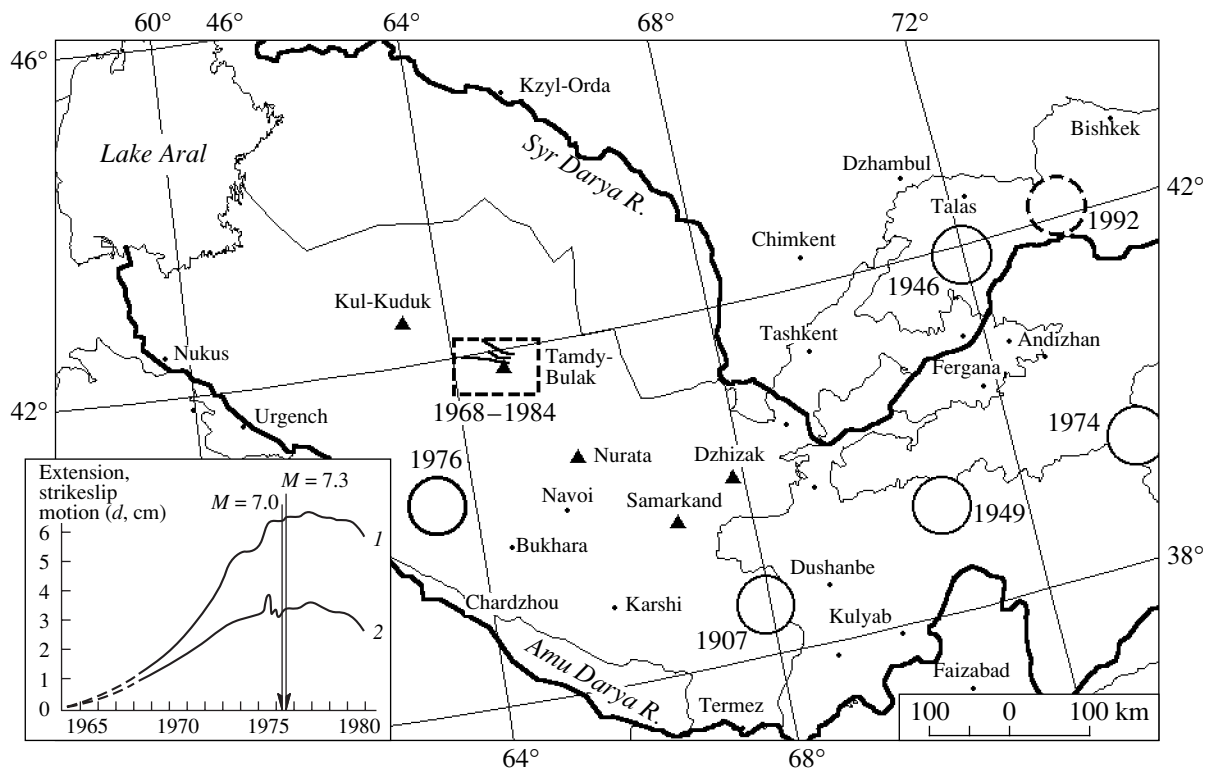 60° 46° 64° 68° 72°
46°
Kzyl-Orda
Bishkek
Lake Aral
Syr Darya R.
Dzhambul
42°
Talas
1992
Chimkent
1946
Kul-Kuduk
Tashkent
Andizhan
Nukus
Tamdy-
Bulak
Fergana
42°
1968–1984
Urgench
1974
1976
Nurata
Dzhizak
Navoi
Samarkand
1949
Bukhara
38°
Dushanbe
Chardzhou
Karshi
Kulyab
1907
Amu Darya R.
Faizabad
Termez
100 0 100 km
64° 68°
Extension,
strikeslip
motion (d, cm)
M = 7.3
M = 7.0
6
5
4
3
2
1
0
1
2
1965 1970 1975 1980